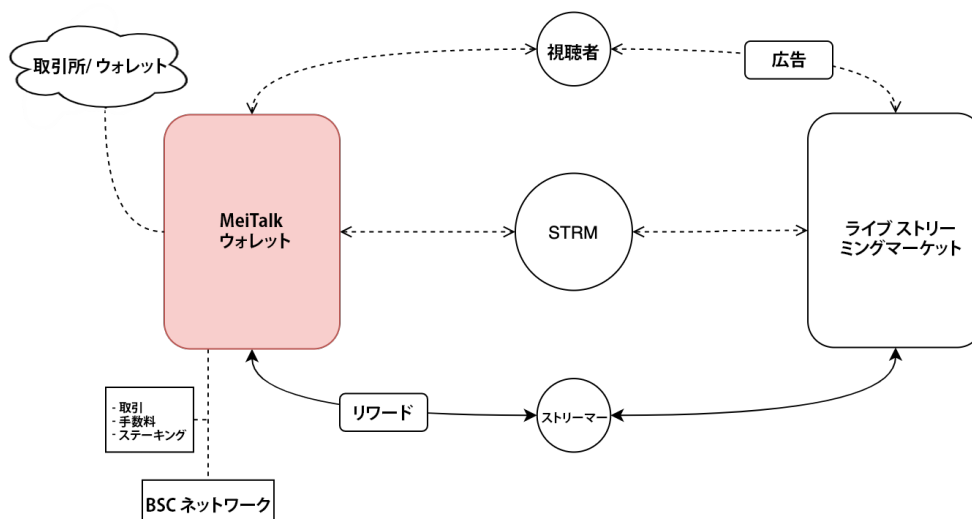 視聴者
広告
取引所/ ウォレット
MeiTalk
ウォレット
STRM
ライブ ストリー
ミングマーケット
- 取引
- 手数料
- ステーキング
リワード
ストリーマー
BSC ネットワーク